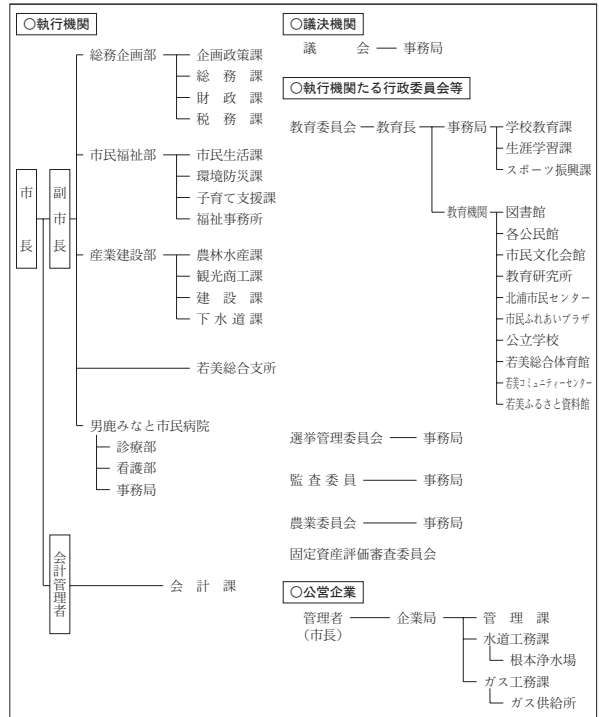 ○執行機関
市長
副市長
総務企画部
企画政策課
総務課
財政課
税務課
市民福祉部
市民生活課
環境防災課
子育て支援課
福祉事務所
産業建設部
農林水産課
観光商工課
建設課
下水道課
若美総合支所
男鹿みなと市民病院
診療部
看護部
事務局
会計管理者
会計課
○議決機関
議会
事務局
○執行機関たる行政委員会等
教育委員会
教育長
事務局
学校教育課
生涯学習課
スポーツ振興課
教育機関
図書館
各公民館
市民文化会館
教育研究所
北浦市民センター
市民ふれあいプラザ
公立学校
若美総合体育館
若美コミュニティーセンター
若美ふるさと資料館
選挙管理委員会
事務局
監査委員
事務局
農業委員会
事務局
固定資産評価審査委員会
○公営企業
管理者
(市長)
企業局
管理課
水道工務課
根本浄水場
ガス工務課
ガス供給所